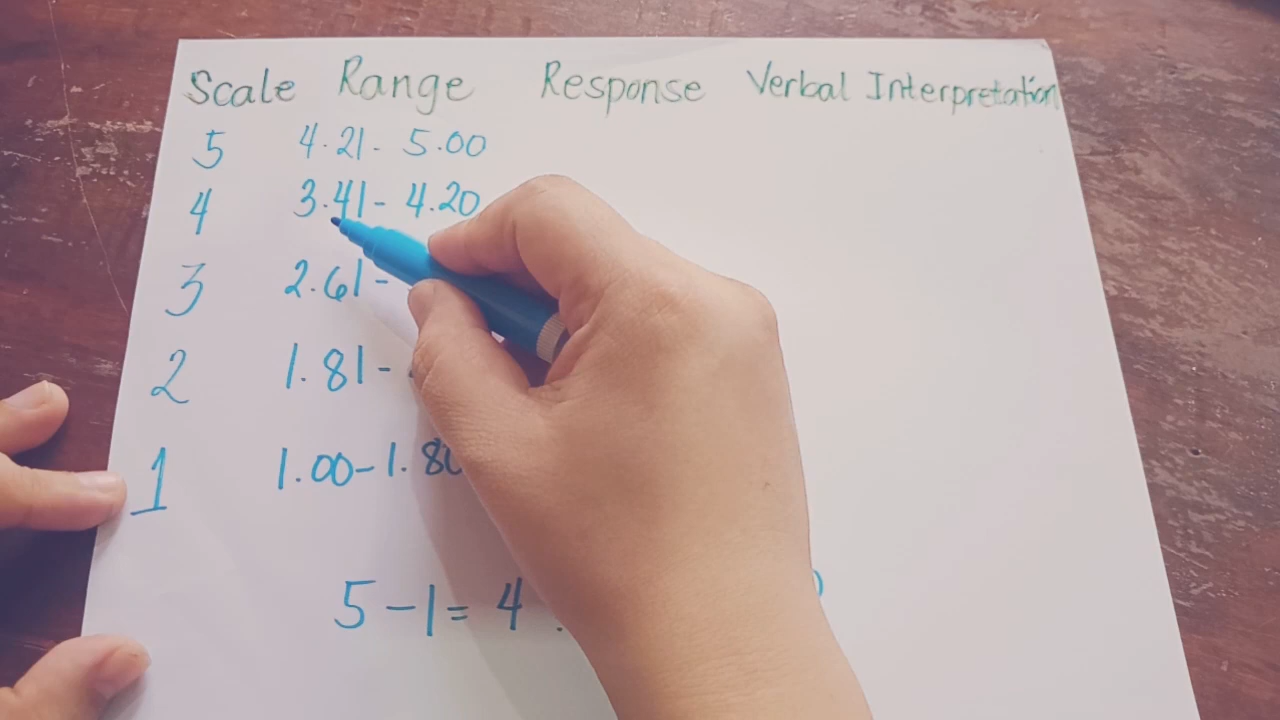 Scale Range Response Verbal Interpretation
5 4.21 - 5.00
4 3.41 - 4.20
3 2.61 -
2 1.81 -
1 1.00 - 1.80
5 - 1 = 4